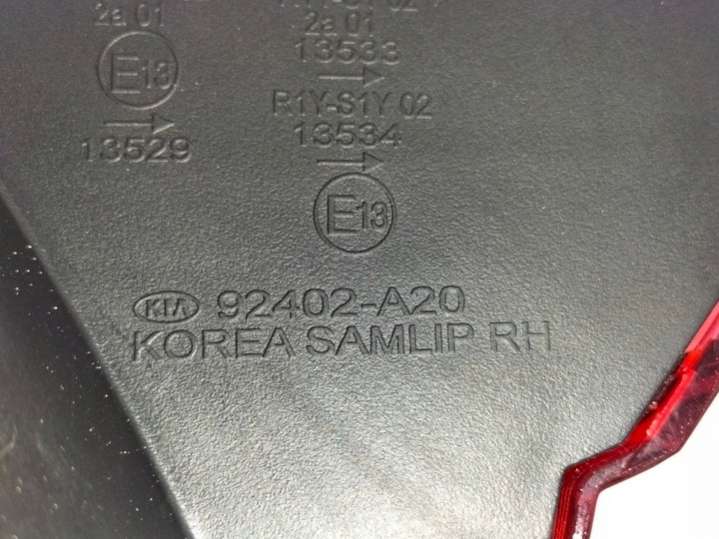 2a 01
E13
13529
2a 01
13533
R1Y-S1Y 02
13534
E13
KIA 92402-A20
KOREA SAMLIP RH